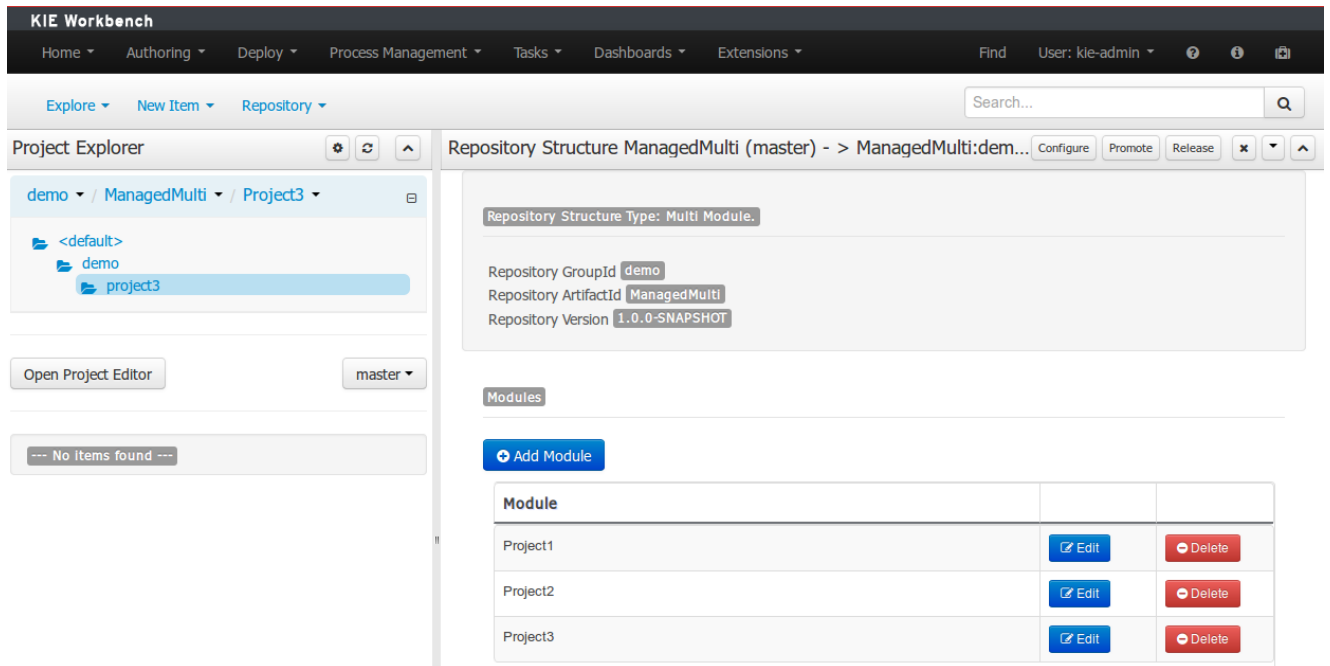 KIE Workbench
Home Authoring Deploy Process Management Tasks Dashboards Extensions Find User: kie-admin
Explore New Item Repository Search...
Project Explorer
demo / ManagedMulti / Project3
<default>
demo
project3
Open Project Editor master
--- No items found ---
Repository Structure ManagedMulti (master) - > ManagedMulti:dem... Configure Promote Release
Repository Structure Type: Multi Module.
Repository GroupId demo
Repository ArtifactId ManagedMulti
Repository Version 1.0.0-SNAPSHOT
Modules
Add Module
Module
Project1 Edit Delete
Project2 Edit Delete
Project3 Edit Delete